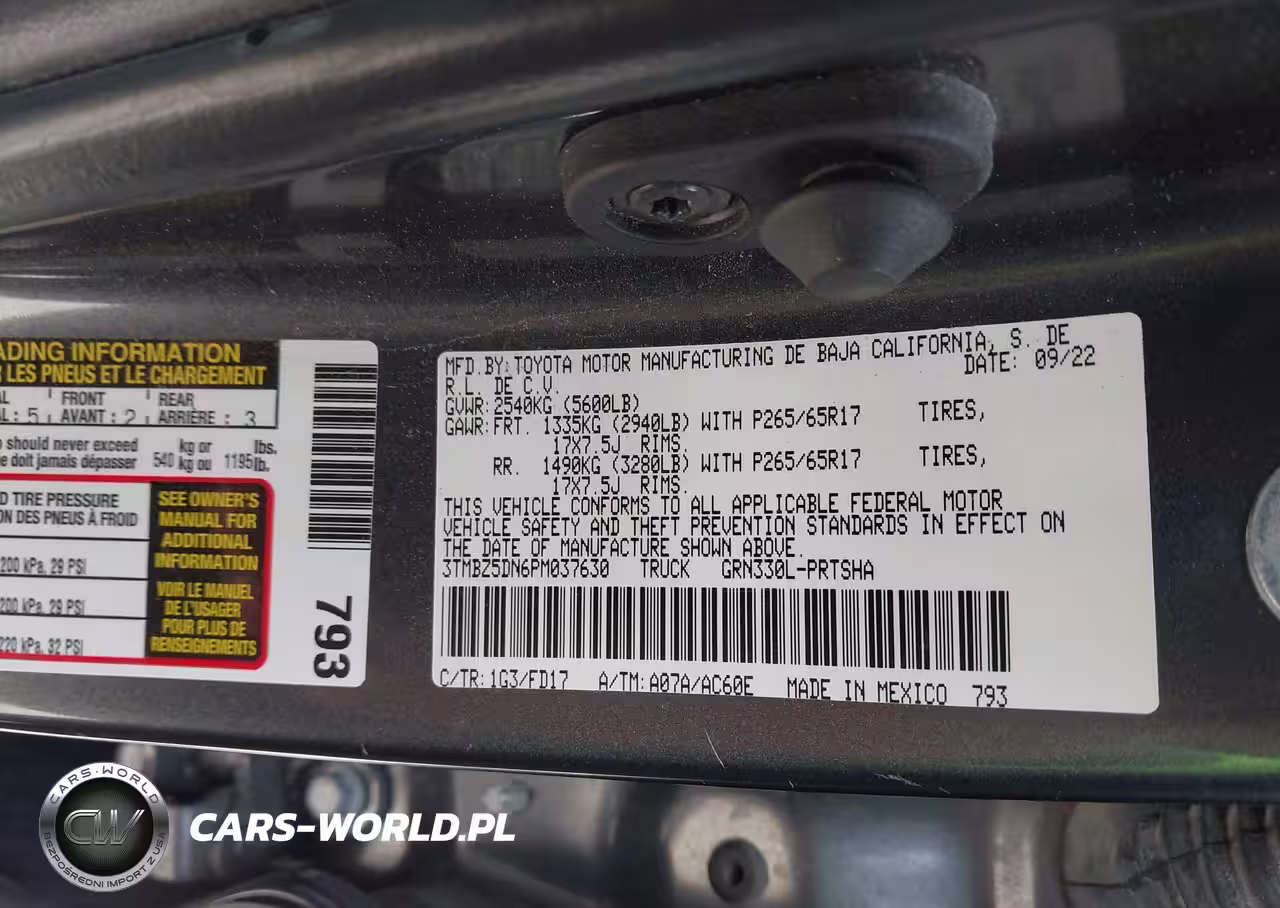 ADING INFORMATION
LES PNEUS ET LE CHARGEMENT
FRONT REAR
5 AVANT: 2 ARRIÈRE : 3
should never exceed kg or lbs.
e doit jamais dépasser 540 kg ou 1195 lb.
D TIRE PRESSURE
ON DES PNEUS À FROID
200 kPa, 29 PSI
200 kPa, 29 PSI
220 kPa, 32 PSI
SEE OWNER'S
MANUAL FOR
ADDITIONAL
INFORMATION
VOIR LE MANUEL
DE L'USAGER
POUR PLUS DE
RENSEIGNEMENTS
793
MFD.BY:TOYOTA MOTOR MANUFACTURING DE BAJA CALIFORNIA, S. DE
R.L. DE C.V. DATE: 09/22
GVWR:2540KG (5600LB)
GAWR:FRT. 1335KG (2940LB) WITH P265/65R17 TIRES,
17X7.5J RIMS.
RR. 1490KG (3280LB) WITH P265/65R17 TIRES,
17X7.5J RIMS.
THIS VEHICLE CONFORMS TO ALL APPLICABLE FEDERAL MOTOR
VEHICLE SAFETY AND THEFT PREVENTION STANDARDS IN EFFECT ON
THE DATE OF MANUFACTURE SHOWN ABOVE.
3TMBZ5DN6PM037630 TRUCK GRN330L-PRTSHA
C/TR:1G3/FD17 A/TM:A07A/AC60E MADE IN MEXICO 793
CARS-WORLD
CW
BEZPOŚREDNI IMPORT Z USA
CARS-WORLD.PL